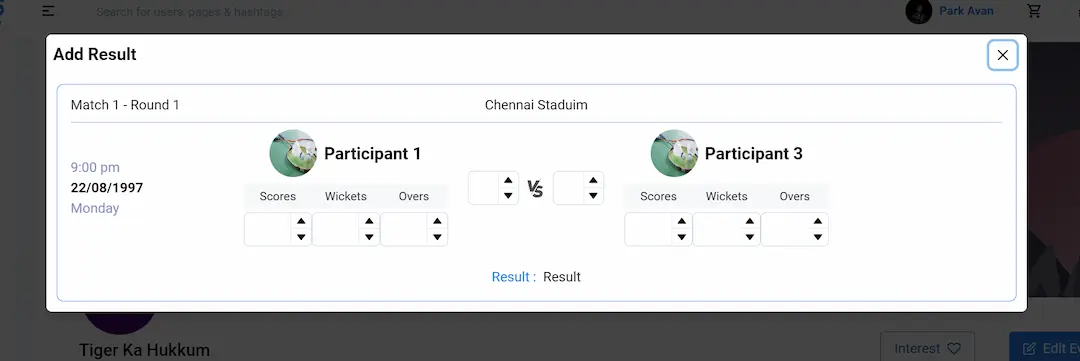 Search for users, pages & hashtags
Park Avan
Add Result
Match 1 - Round 1
Chennai Staduim
9:00 pm
22/08/1997
Monday
Participant 1
Scores Wickets Overs
VS
Participant 3
Scores Wickets Overs
Result : Result
Tiger Ka Hukkum
Interest
Edit Ev